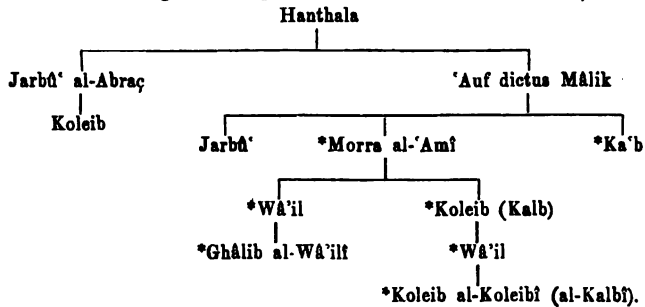 Hanthala
Jarbû‘ al-Abraç ‘Auf dictus Mâlik
Koleib
Jarbû‘ *Morra al-‘Amî *Ka‘b
*Wâ’il *Koleib (Kalb)
*Ghâlib al-Wâ’ilî *Wâ’il
*Koleib al-Koleibî (al-Kalbî).